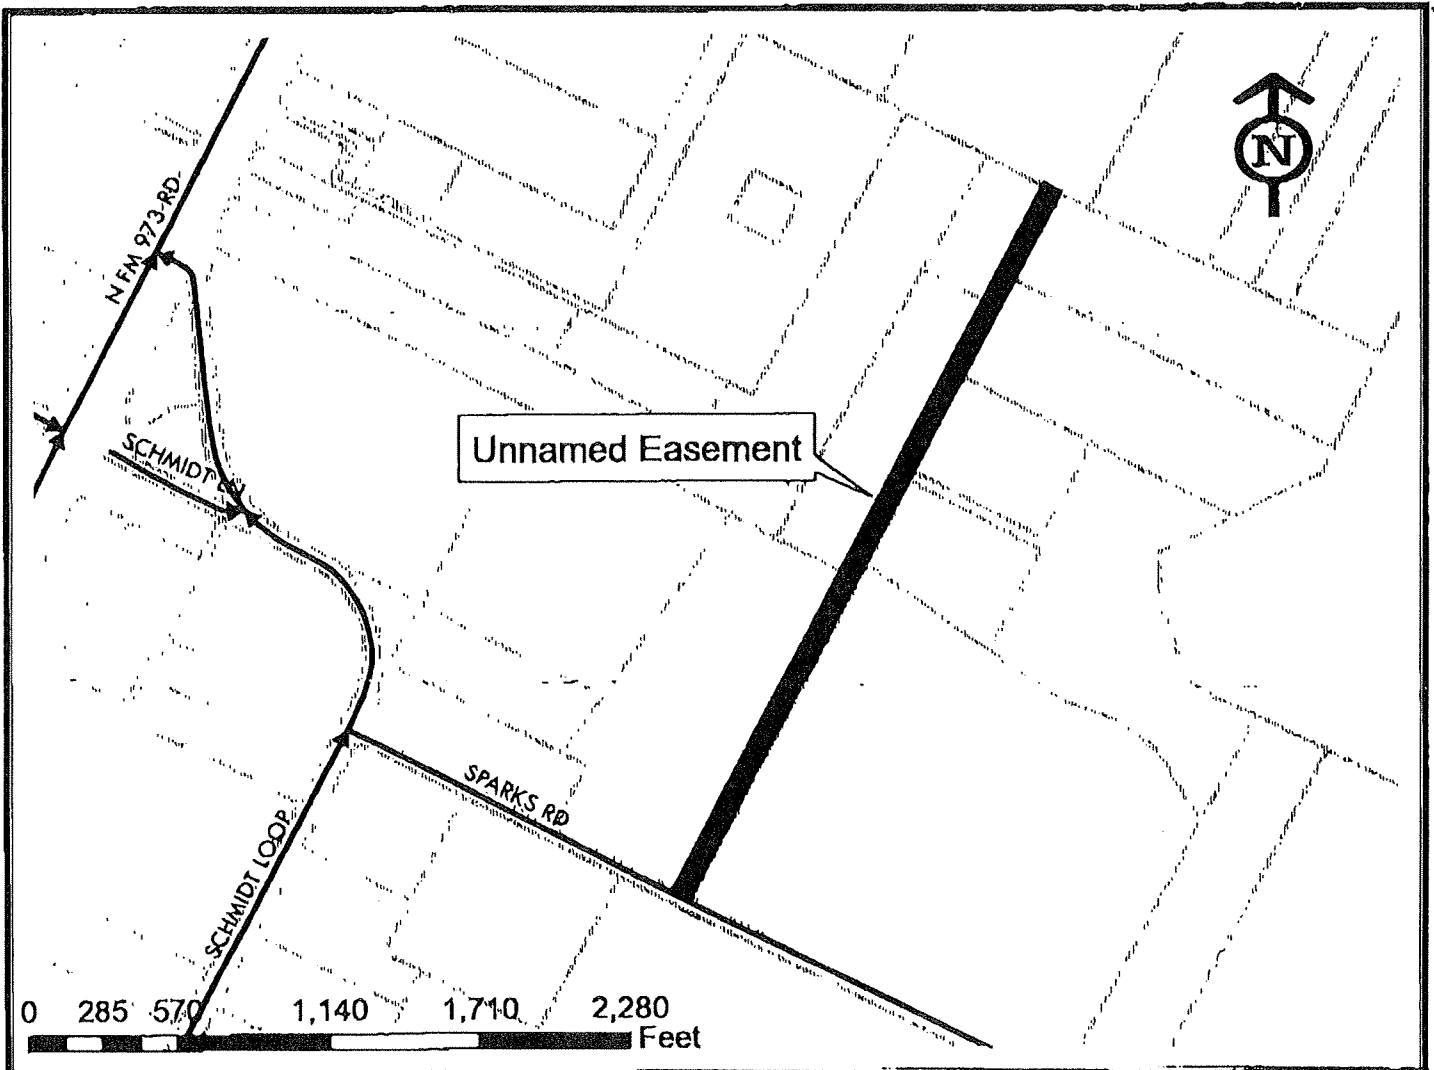 N
N FM 973 RD
Unnamed Easement
SCHMIDT LN
SPARKS RD
SCHMIDT LOOP
0 285 570 1,140 1,710 2,280
Feet